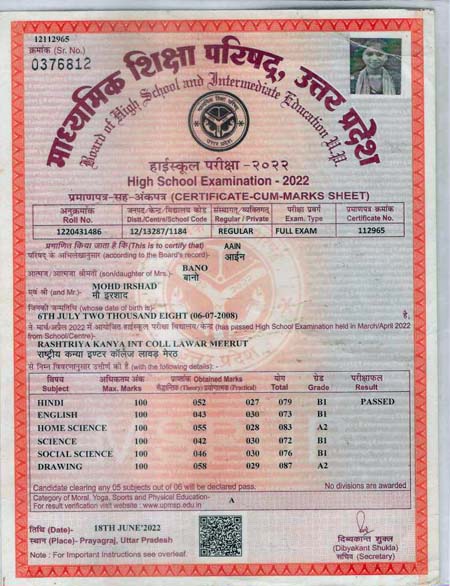 12112965
क्रमांक (Sr. No.)
0376812
माध्यमिक शिक्षा परिषद्, उत्तर प्रदेश
Board of High School and Intermediate Education U.P.
हाईस्कूल परीक्षा - २०२२
High School Examination - 2022
प्रमाणपत्र-सह-अंकपत्र (CERTIFICATE-CUM-MARKS SHEET)
अनुक्रमांक जनपद/केन्द्र/विद्यालय कोड संस्थागत/व्यक्तिगत परीक्षा प्रवर्ग प्रमाणपत्र क्रमांक
Roll No. Distt./Centre/School Code Regular / Private Exam. Type Certificate No.
1220431486 12/13287/1184 REGULAR FULL EXAM 112965
प्रमाणित किया जाता है कि(This is to certify that) AAIN
परिषद के अभिलेखानुसार (according to the Board's record)- आईन
आत्मज/आत्मजा श्रीमती (son/daughter of Mrs.)- BANO
बानो
एवं श्री (and Mr.)- MOHD IRSHAD
मौ इरशाद
जिनकी जन्मतिथि (whose date of birth is)-
6TH JULY TWO THOUSAND EIGHT (06-07-2008) है,
ने मार्च/अप्रैल 2022 में आयोजित हाईस्कूल परीक्षा विद्यालय/केन्द्र (has passed High School Examination held in March/April 2022
from School/Centre)-
RASHTRIYA KANYA INT COLL LAWAR MEERUT
राष्ट्रीय कन्या इण्टर कॉलेज लावड़ मेरठ
से निम्न विवरणानुसार उत्तीर्ण की है (with following details)-
विषय अधिकतम अंक प्राप्तांक Obtained Marks योग ग्रेड परीक्षाफल
Subject Max. Marks सैद्धान्तिक (Theory) प्रयोगात्मक (Practical) Total Grade Result
HINDI 100 052 027 079 B1 PASSED
ENGLISH 100 043 030 073 B1
HOME SCIENCE 100 055 028 083 A2
SCIENCE 100 042 030 072 B1
SOCIAL SCIENCE 100 046 030 076 B1
DRAWING 100 058 029 087 A2
Candidate clearing any 05 subjects out of 06 will be declared pass. No divisions are awarded
Category of Moral, Yoga, Sports and Physical Education- A
For result verification visit website : www.upmsp.edu.in
तिथि (Date)- 18TH JUNE'2022
स्थान (Place)- Prayagraj, Uttar Pradesh
Note : For Important Instructions see overleaf.
दिब्यकान्त शुक्ल
(Dibyakant Shukla)
सचिव (Secretary)